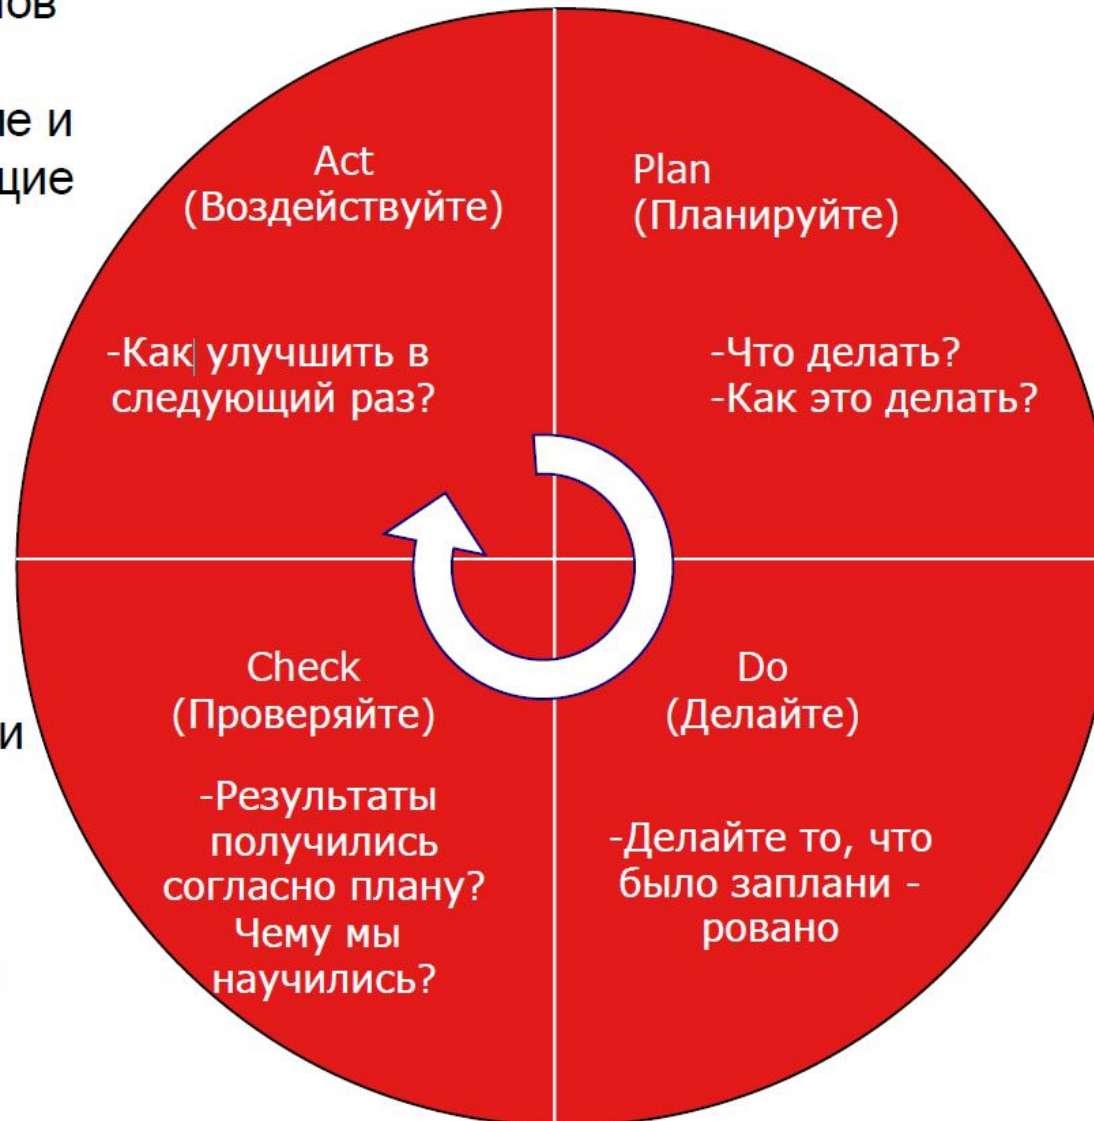 ов
е и
щие
и
Act
(Воздействуйте)
-Как улучшить в
следующий раз?
Plan
(Планируйте)
-Что делать?
-Как это делать?
Check
(Проверяйте)
-Результаты
получились
согласно плану?
Чему мы
научились?
Do
(Делайте)
-Делайте то, что
было заплани -
ровано